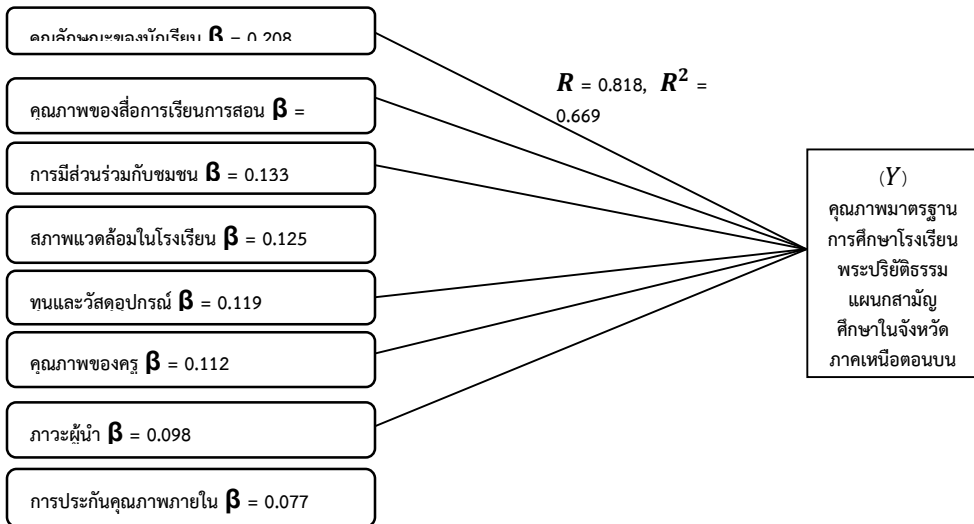 คุณลักษณะของนักเรียน β = 0.208
คุณภาพของสื่อการเรียนการสอน β =
การมีส่วนร่วมกับชุมชน β = 0.133
สภาพแวดล้อมในโรงเรียน β = 0.125
ทุนและวัสดุอุปกรณ์ β = 0.119
คุณภาพของครู β = 0.112
ภาวะผู้นำ β = 0.098
การประกันคุณภาพภายใน β = 0.077
R = 0.818, R² =
0.669
(Y)
คุณภาพมาตรฐาน
การศึกษาโรงเรียน
พระปริยัติธรรม
แผนกสามัญ
ศึกษาในจังหวัด
ภาคเหนือตอนบน